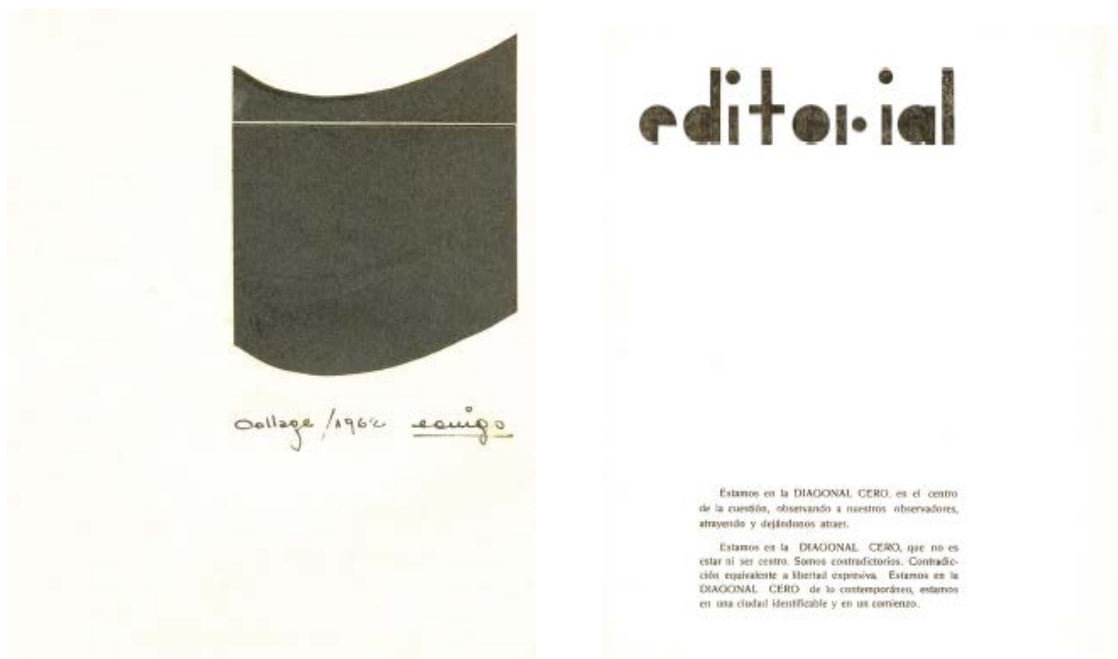 Collage / 1962
editorial
Estamos en la DIAGONAL CERO, en el centro
de la cuestión, observando a nuestros observadores,
atrayendo y dejándonos atraer.
Estamos en la DIAGONAL CERO, que no es
estar ni ser centro. Somos contradictorios. Contradic-
ción equivalente a libertad expresiva. Estamos en la
DIAGONAL CERO de lo contemporáneo, estamos
en una ciudad identificable y en un comienzo.